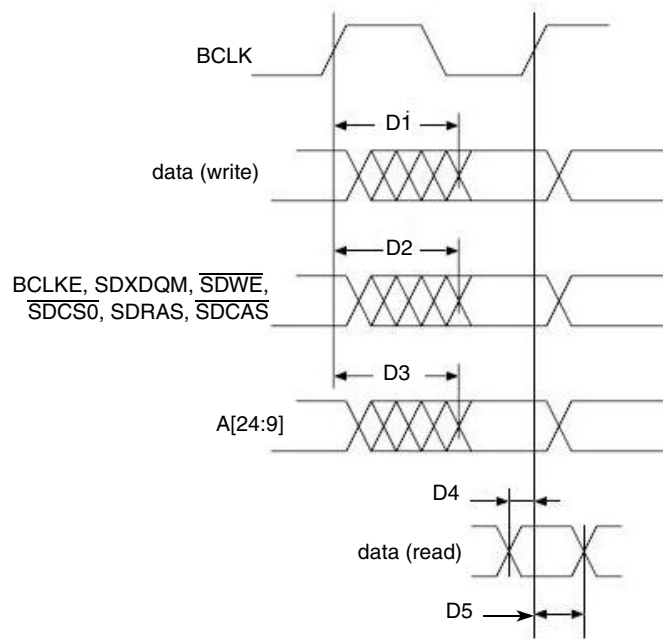 BCLK
D1
data (write)
D2
BCLKE, SDXDQM, SDWE,
SDCS0, SDRAS, SDCAS
D3
A[24:9]
D4
data (read)
D5